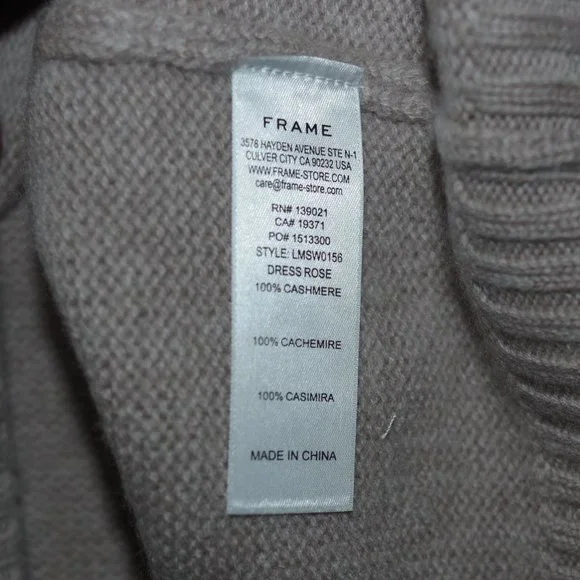 FRAME
3578 HAYDEN AVENUE STE N-1
CULVER CITY CA 90232 USA
WWW.FRAME-STORE.COM
care@frame-store.com
RN# 139021
CA# 19371
PO# 1513300
STYLE: LMSW0156
DRESS ROSE
100% CASHMERE
100% CACHEMIRE
100% CASIMIRA
MADE IN CHINA